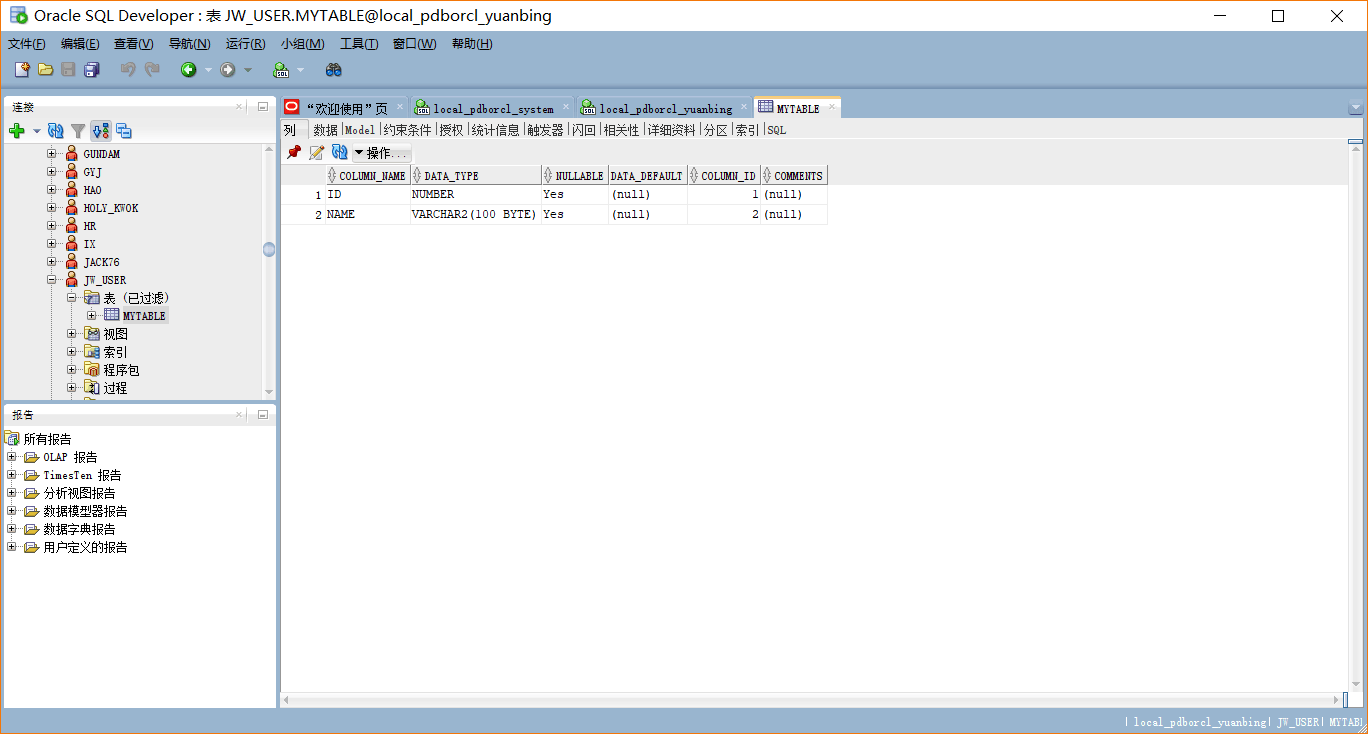 Oracle SQL Developer : 表 JW_USER.MYTABLE@local_pdborcl_yuanbing
文件(F) 编辑(E) 查看(V) 导航(N) 运行(R) 小组(M) 工具(T) 窗口(W) 帮助(H)
连接
GUNDAM
GYJ
HAO
HOLY_KWOK
HR
IX
JACK76
JW_USER
表 (已过滤)
MYTABLE
视图
索引
程序包
过程
报告
所有报告
OLAP 报告
TimesTen 报告
分析视图报告
数据模型器报告
数据字典报告
用户定义的报告
“欢迎使用”页 local_pdborcl_system local_pdborcl_yuanbing MYTABLE
列 数据 Model 约束条件 授权 统计信息 触发器 闪回 相关性 详细资料 分区 索引 SQL
操作...
COLUMN_NAME DATA_TYPE NULLABLE DATA_DEFAULT COLUMN_ID COMMENTS
1 ID NUMBER Yes (null) 1 (null)
2 NAME VARCHAR2(100 BYTE) Yes (null) 2 (null)
| local_pdborcl_yuanbing| JW_USER| MYTABL